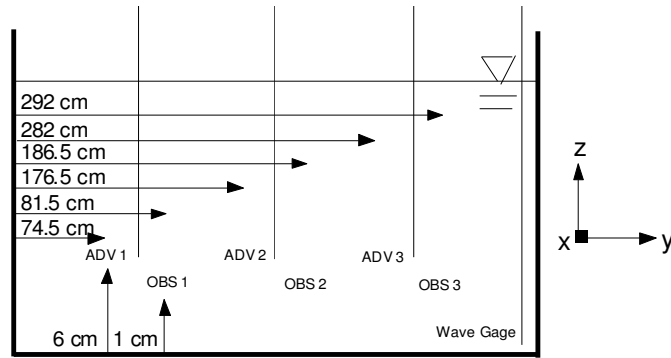 292 cm
282 cm
186.5 cm
176.5 cm
81.5 cm
74.5 cm
z
x
y
ADV 1
ADV 2
ADV 3
OBS 1
OBS 2
OBS 3
6 cm
1 cm
Wave Gage